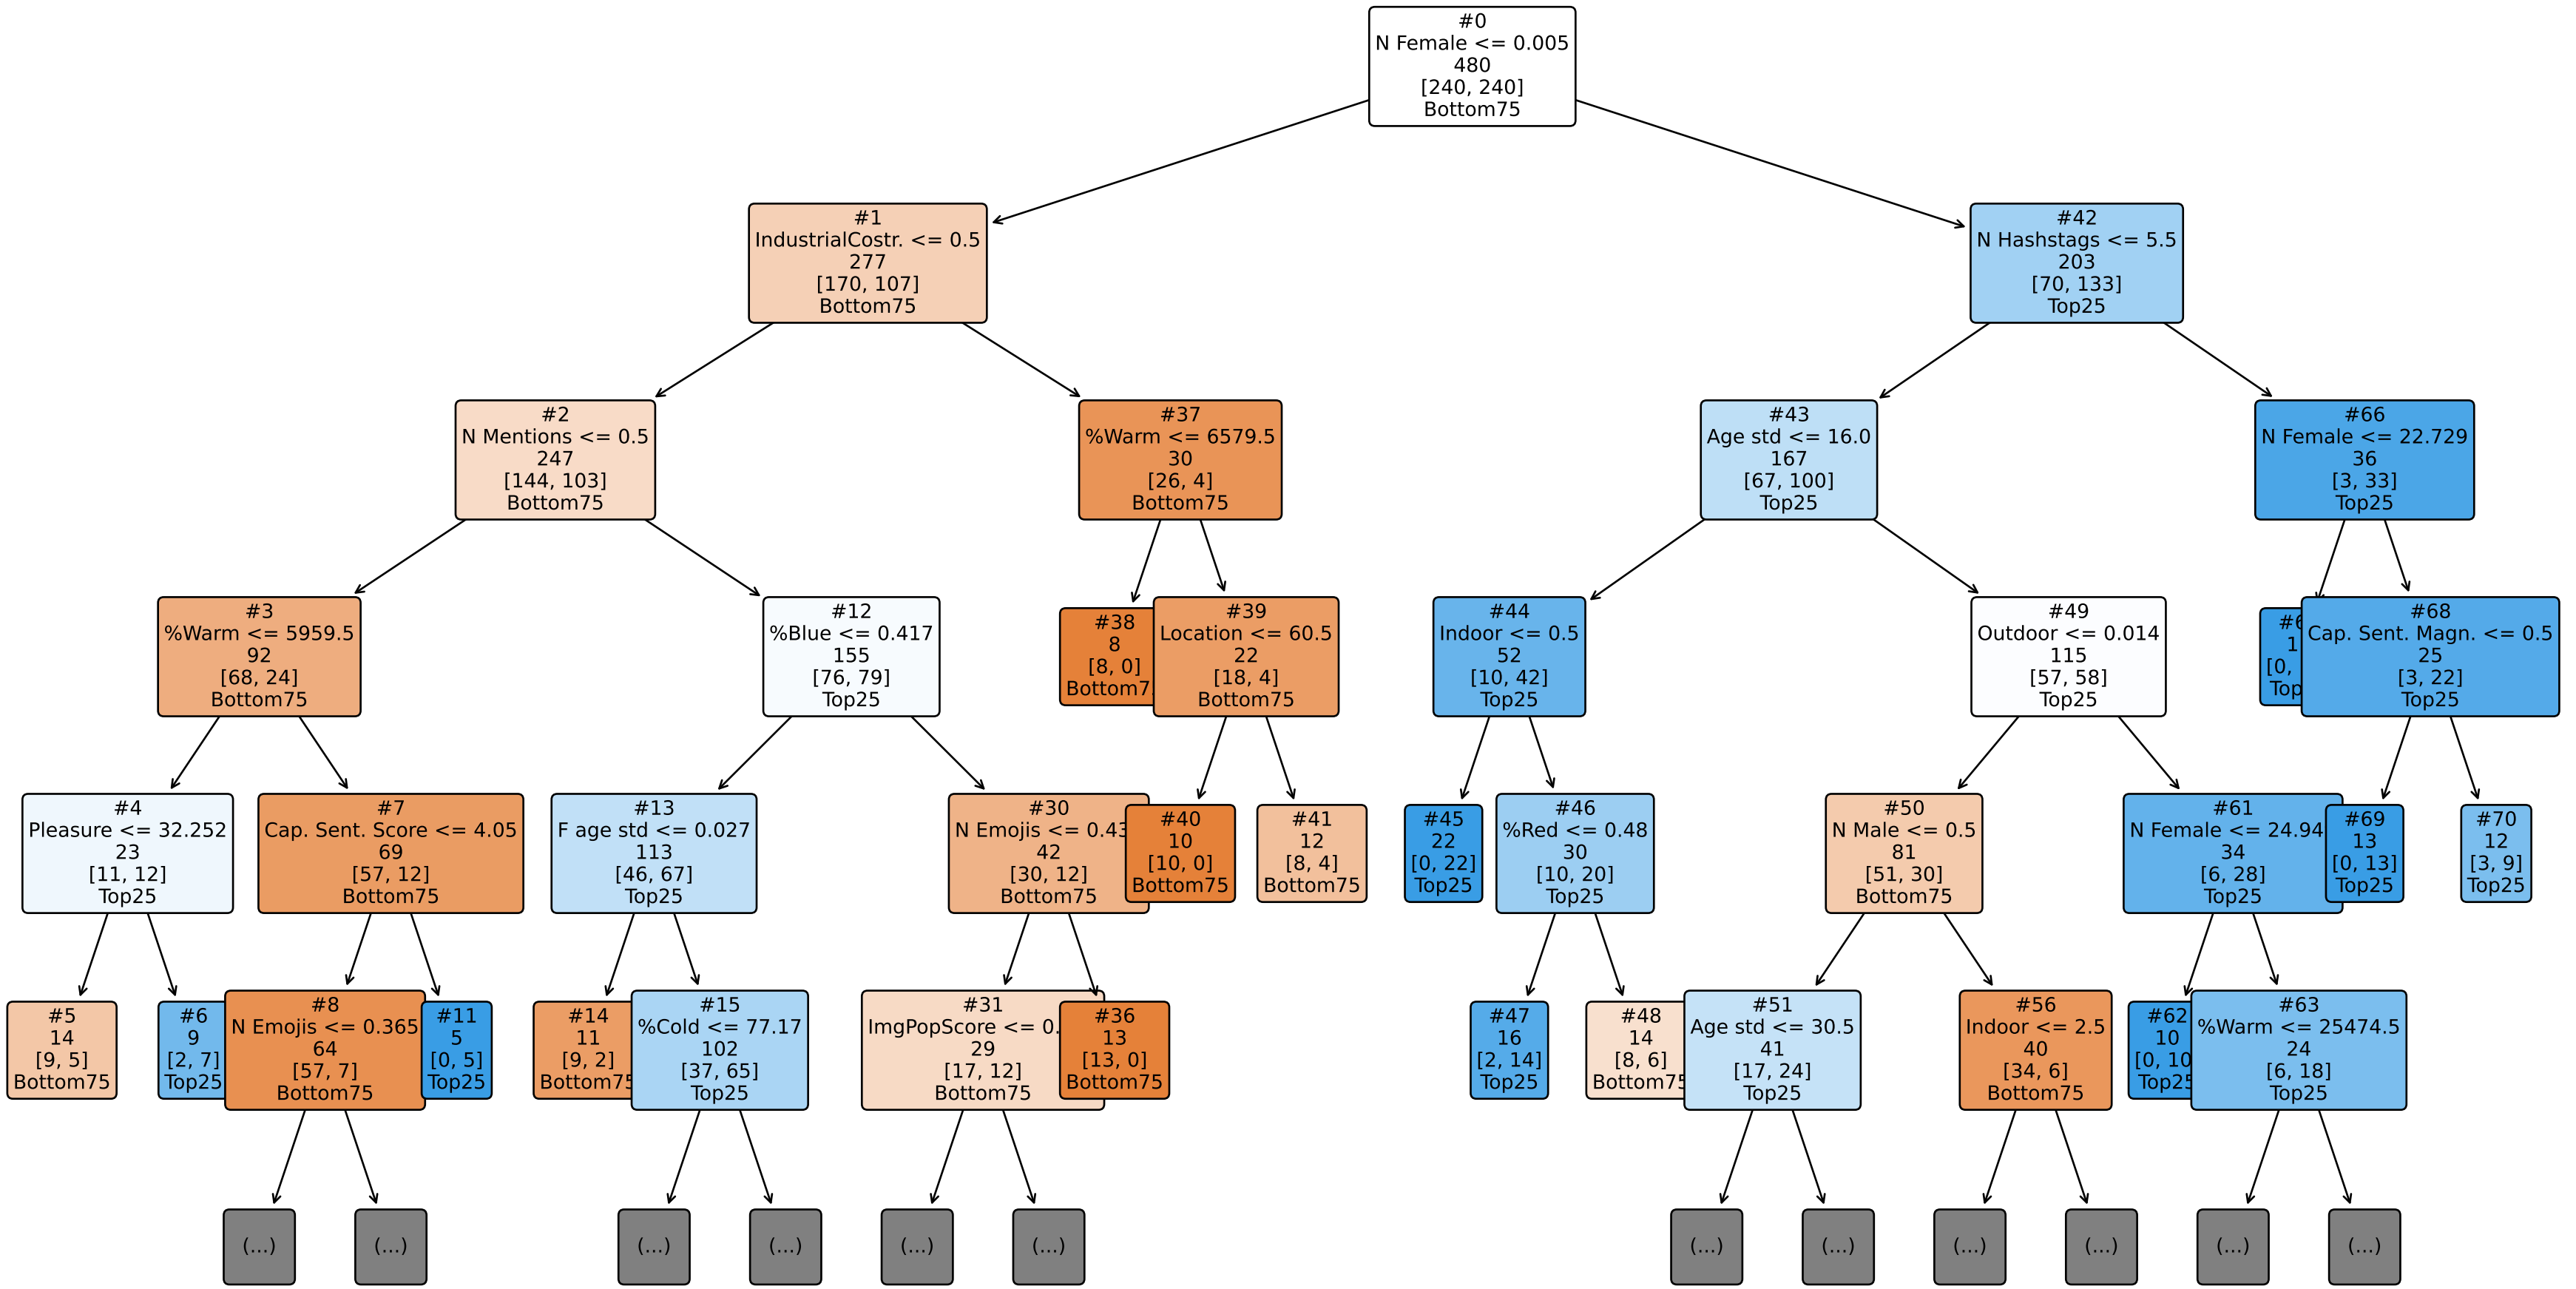 #0
N Female <= 0.005
480
[240, 240]
Bottom75
#1
IndustrialCostr. <= 0.5
277
[170, 107]
Bottom75
#42
N Hashstags <= 5.5
203
[70, 133]
Top25
#2
N Mentions <= 0.5
247
[144, 103]
Bottom75
#37
%Warm <= 6579.5
30
[26, 4]
Bottom75
#43
Age std <= 16.0
167
[67, 100]
Top25
#66
N Female <= 22.729
36
[3, 33]
Top25
#3
%Warm <= 5959.5
92
[68, 24]
Bottom75
#12
%Blue <= 0.417
155
[76, 79]
Top25
#38
8
[8, 0]
#39
Location <= 60.5
22
[18, 4]
Bottom75
#44
Indoor <= 0.5
52
[10, 42]
Top25
#49
Outdoor <= 0.014
115
[57, 58]
Top25
#68
Cap. Sent. Magn. <= 0.5
25
[3, 22]
Top25
#4
Pleasure <= 32.252
23
[11, 12]
Top25
#7
Cap. Sent. Score <= 4.05
69
[57, 12]
Bottom75
#13
F age std <= 0.027
113
[46, 67]
Top25
#30
N Emojis <=
42
[30, 12]
Bottom75
#40
10
[10, 0]
Bottom75
#41
12
[8, 4]
Bottom75
#45
22
[0, 22]
Top25
#46
%Red <= 0.48
30
[10, 20]
Top25
#50
N Male <= 0.5
81
[51, 30]
Bottom75
#61
N Female <= 24.94
34
[6, 28]
Top25
#69
13
[0, 13]
Top25
#70
12
[3, 9]
Top25
#5
14
[9, 5]
Bottom75
#6
9
[2, 7]
Top25
#8
N Emojis <= 0.365
64
[57, 7]
Bottom75
#11
5
[0, 5]
Top25
#14
11
[9, 2]
Bottom75
#15
%Cold <= 77.17
102
[37, 65]
Top25
#31
ImgPopScore <=
29
[17, 12]
Bottom75
#36
13
[13, 0]
Bottom75
#47
16
[2, 14]
Top25
#48
14
[8, 6]
Bottom75
#51
Age std <= 30.5
41
[17, 24]
Top25
#56
Indoor <= 2.5
40
[34, 6]
Bottom75
#62
10
[0, 10
Top25
#63
%Warm <= 25474.5
24
[6, 18]
Top25
(...)
(...)
(...)
(...)
(...)
(...)
(...)
(...)
(...)
(...)
(...)
(...)